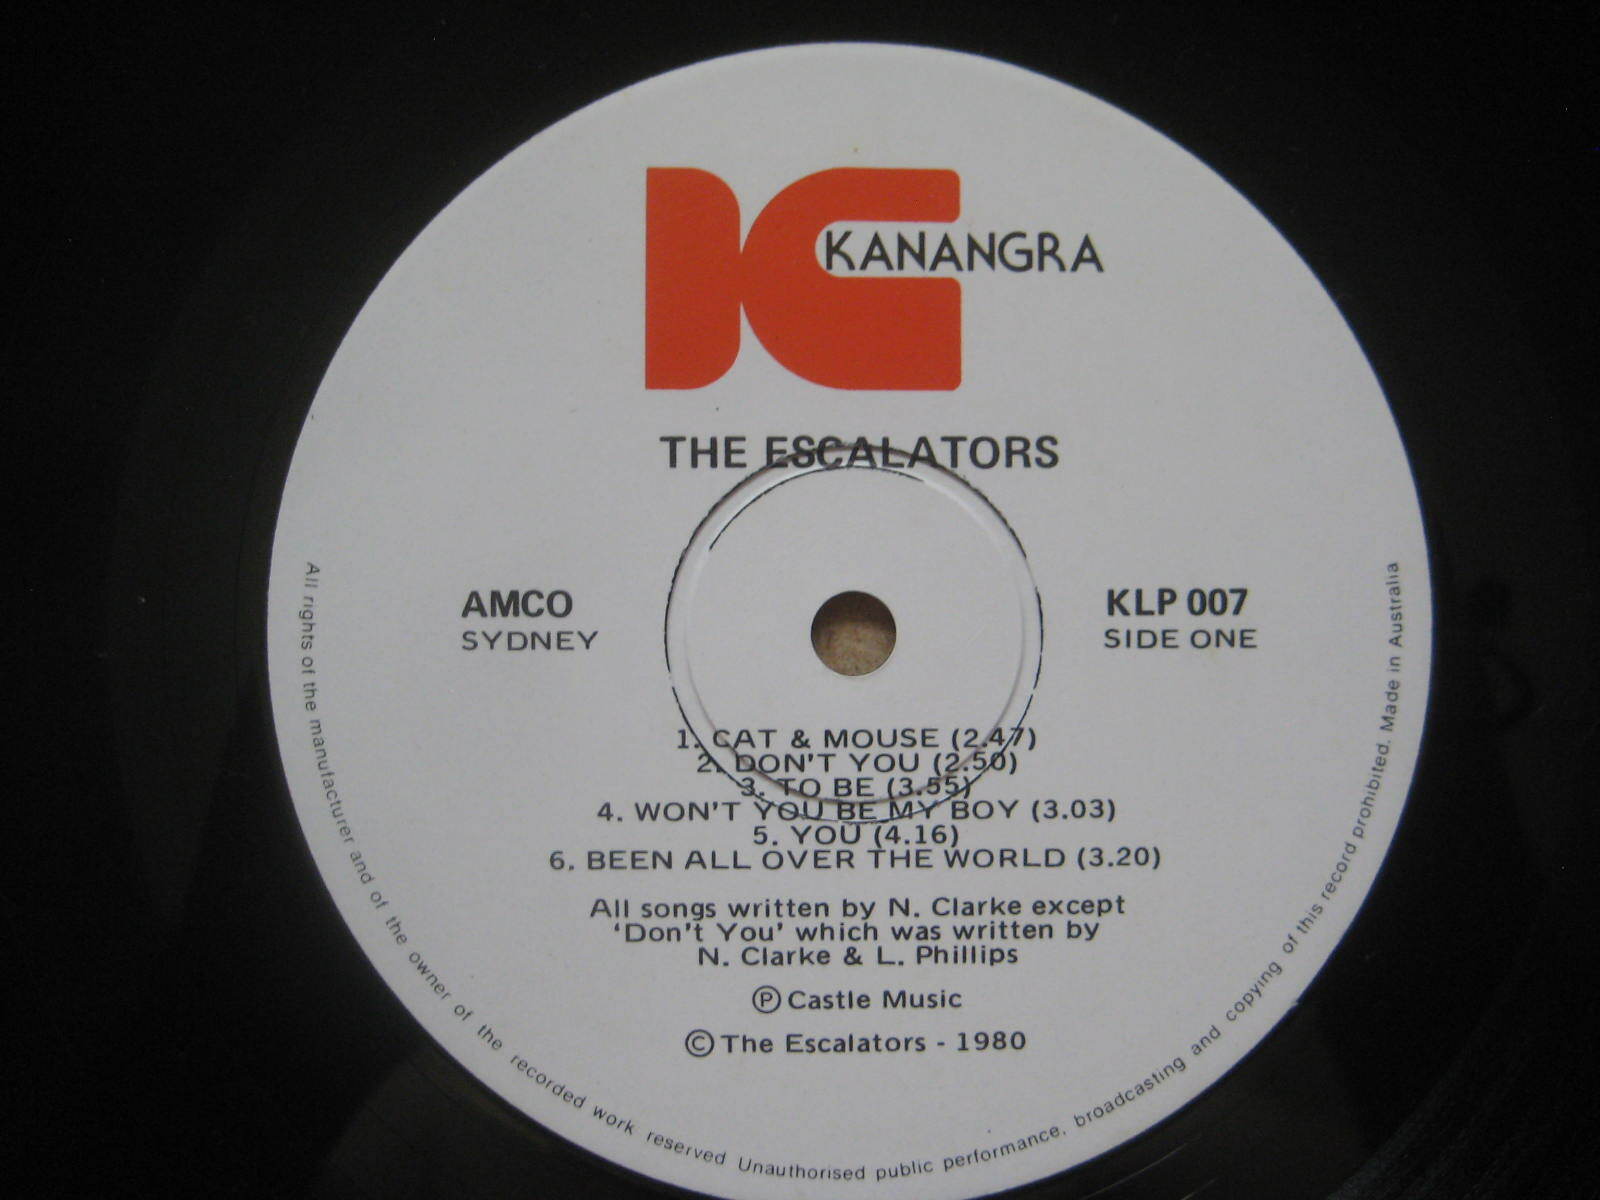 KANANGRA
THE ESCALATORS
AMCO
SYDNEY
KLP 007
SIDE ONE
1. CAT & MOUSE (2.47)
2. DON'T YOU (2.50)
3. TO BE (3.55)
4. WON'T YOU BE MY BOY (3.03)
5. YOU (4.16)
6. BEEN ALL OVER THE WORLD (3.20)
All songs written by N. Clarke except
'Don't You' which was written by
N. Clarke & L. Phillips
Ⓟ Castle Music
© The Escalators - 1980
All rights of the manufacturer and of the owner of the recorded work reserved Unauthorised public performance, broadcasting and copying of this record prohibited. Made in Australia